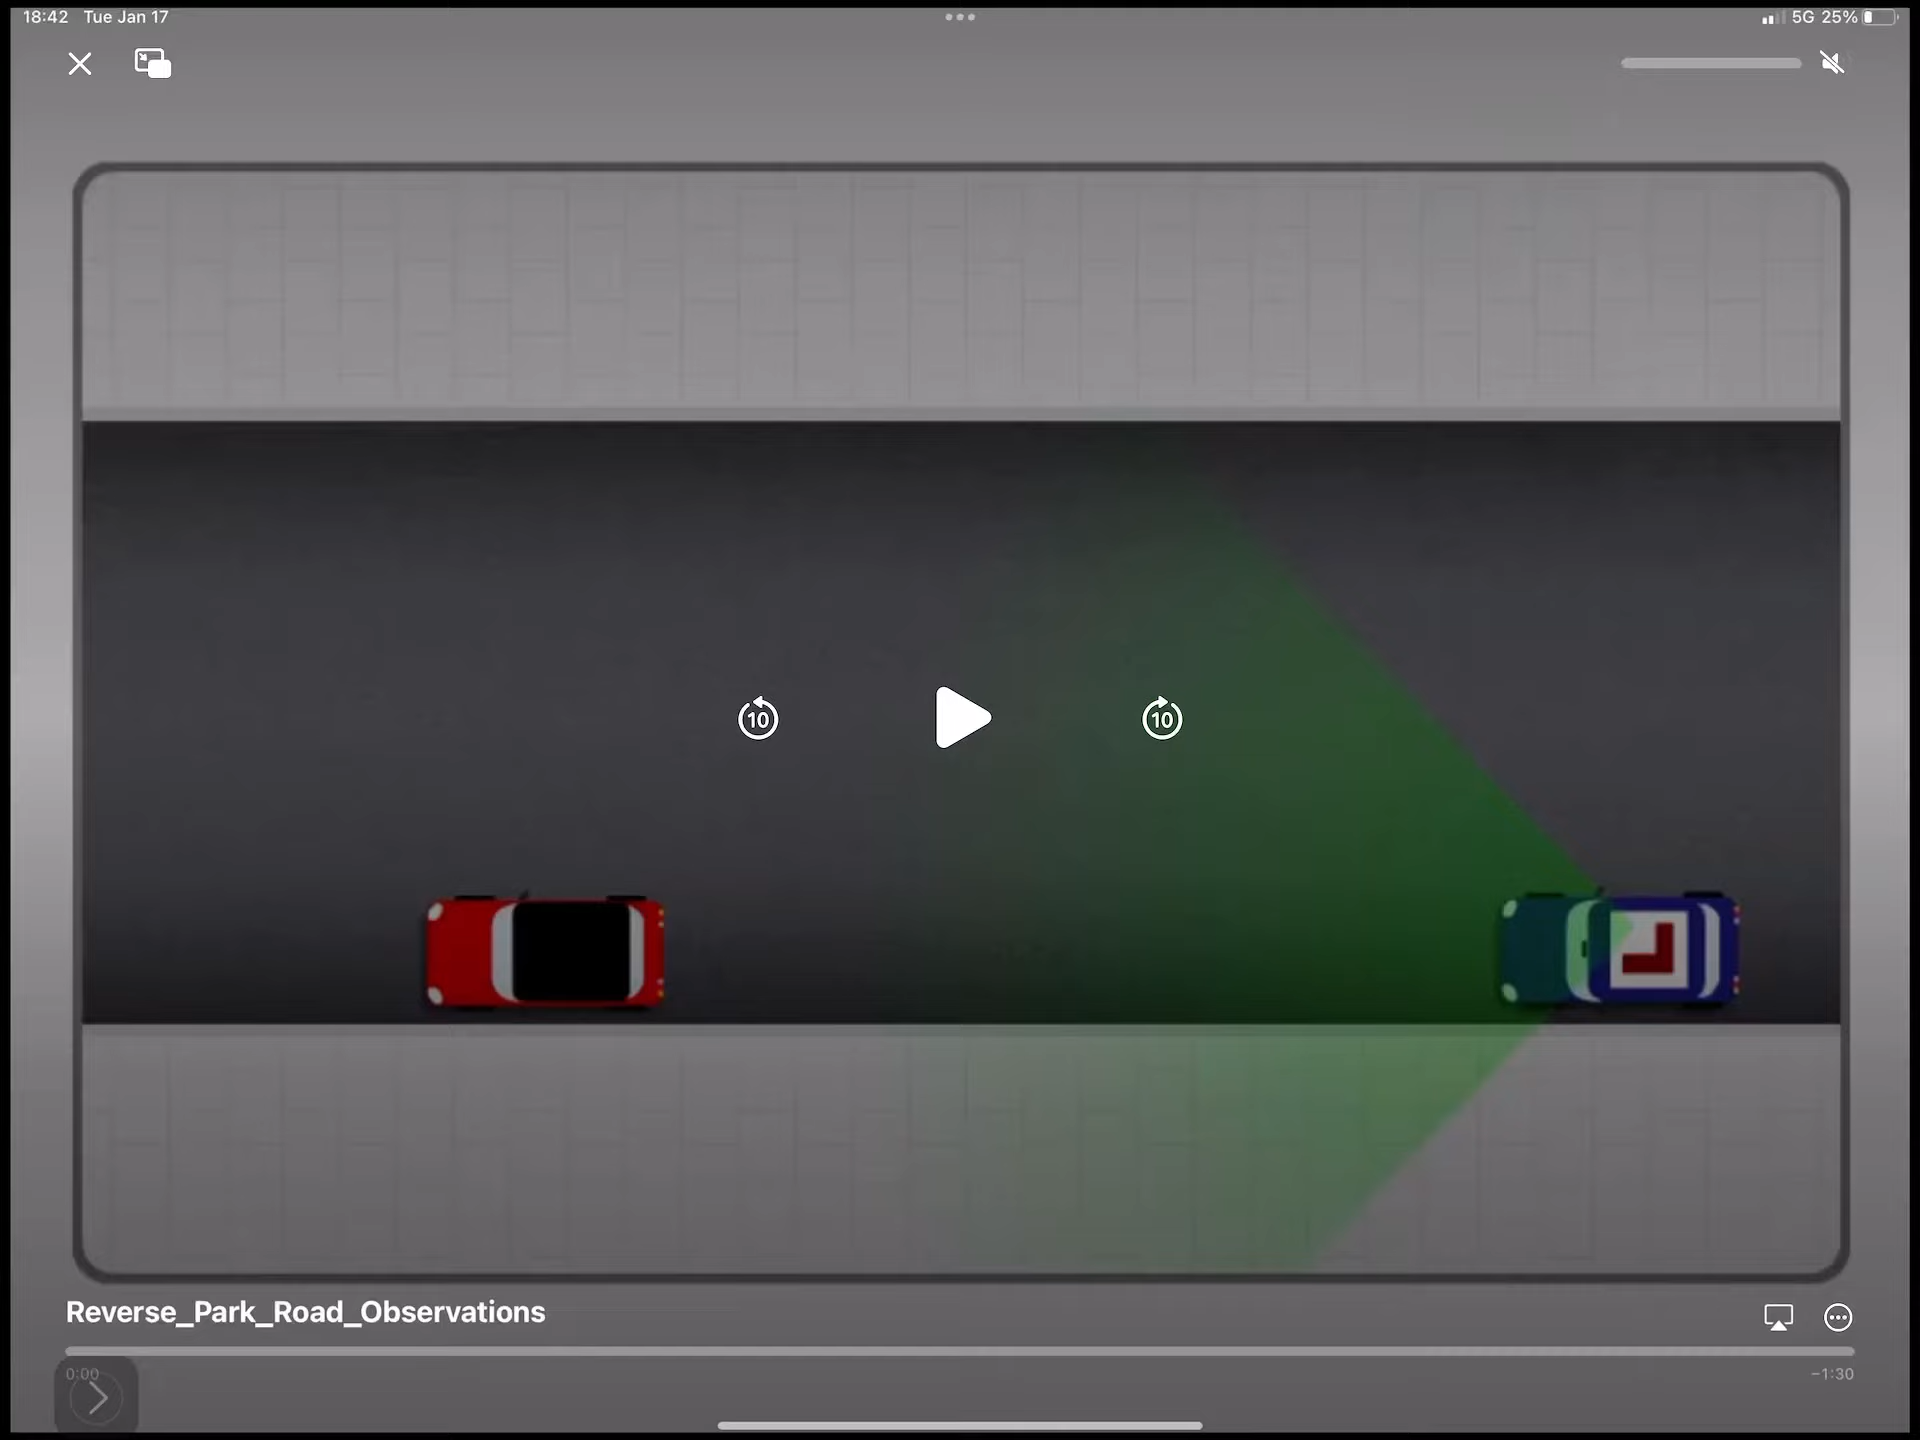 18:42 Tue Jan 17
5G 25%
10
10
L
Reverse_Park_Road_Observations
0:00
−1:30